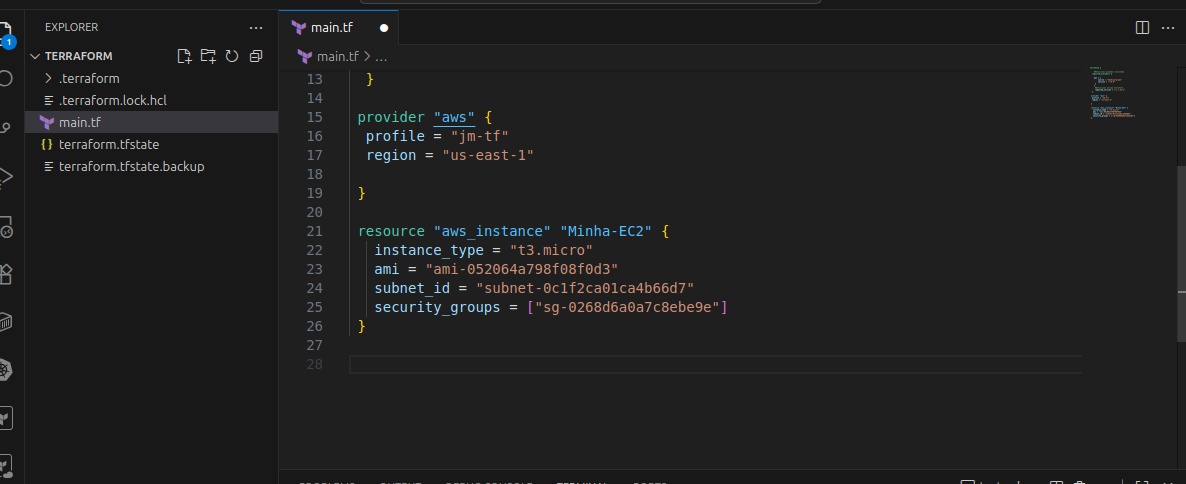 EXPLORER
TERRAFORM
.terraform
.terraform.lock.hcl
main.tf
terraform.tfstate
terraform.tfstate.backup
1
main.tf
main.tf > ...
13 }
14
15 provider "aws" {
16 profile = "jm-tf"
17 region = "us-east-1"
18
19 }
20
21 resource "aws_instance" "Minha-EC2" {
22 instance_type = "t3.micro"
23 ami = "ami-052064a798f08f0d3"
24 subnet_id = "subnet-0c1f2ca01ca4b66d7"
25 security_groups = ["sg-0268d6a0a7c8ebe9e"]
26 }
27
28